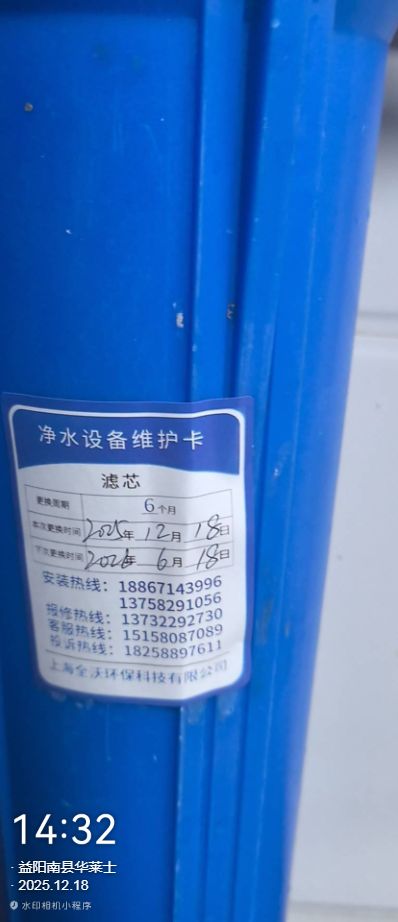 净水设备维护卡
滤芯
更换周期 6个月
本次更换时间 2025年 12月 18日
下次更换时间 2026年 6月 18日
安装热线：18867143996
13758291056
报修热线：13732292730
客服热线：15158087089
投诉热线：18258897611
上海全沃环保科技有限公司
14:32
· 益阳南县华莱士
· 2025.12.18
水印相机小程序